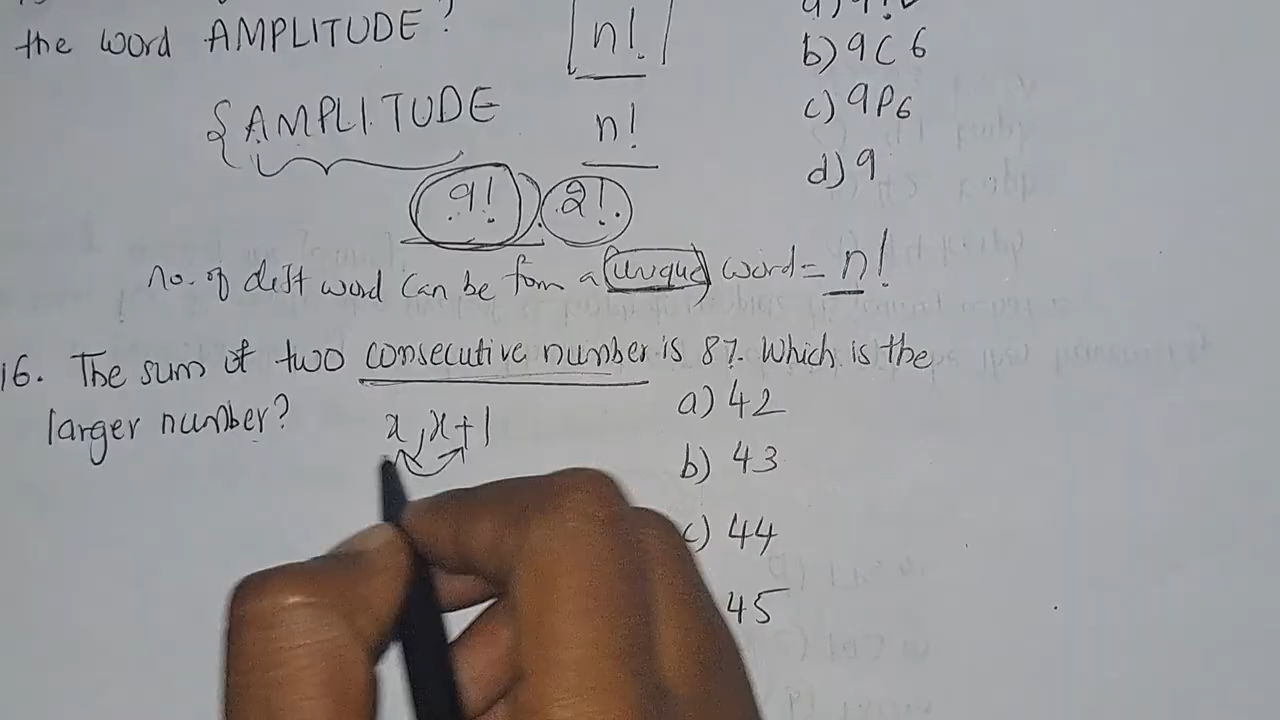 the word AMPLITUDE?
n!
b) 9C6
{AMPLITUDE
n!
c) 9P6
d) 9
9!). 2!.
no. of diff word can be form a unique word = n!
16. The sum of two consecutive number is 87. Which is the
larger number?
x, x+1
a) 42
b) 43
c) 44
45